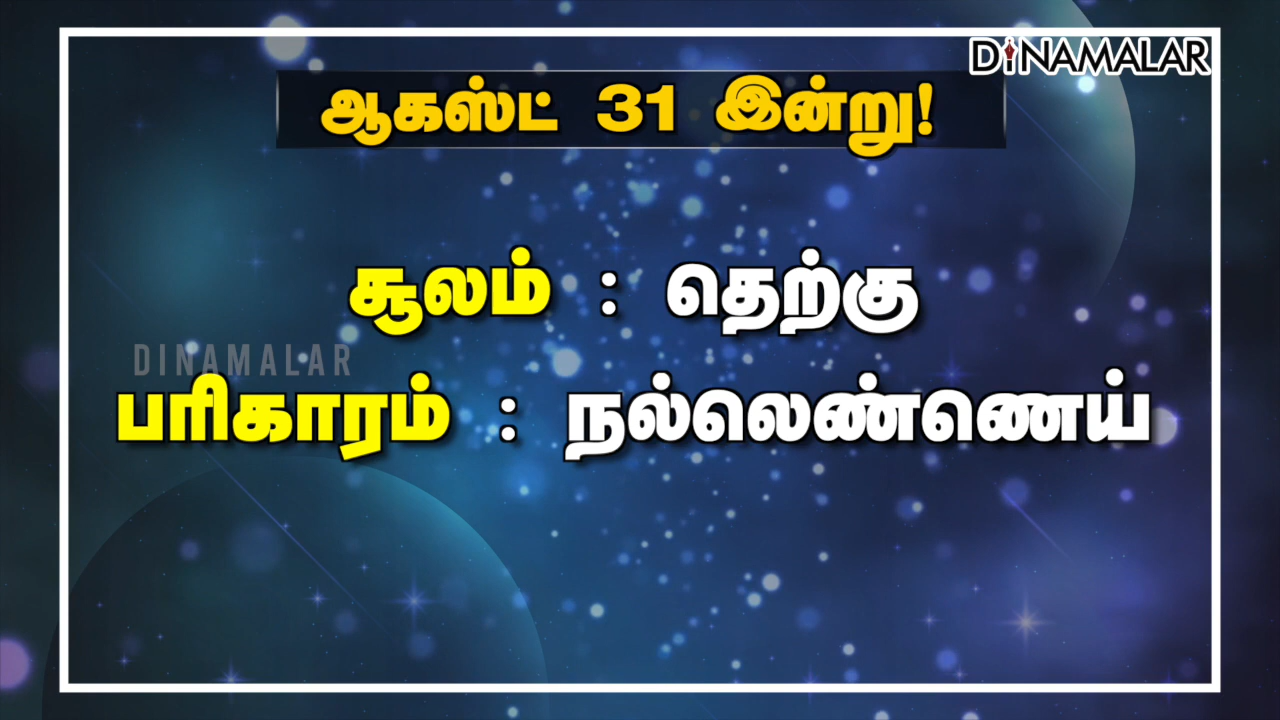 DINAMALAR
ஆகஸ்ட் 31 இன்று!
சூலம் : தெற்கு
DINAMALAR
பரிகாரம் : நல்லெண்ணெய்